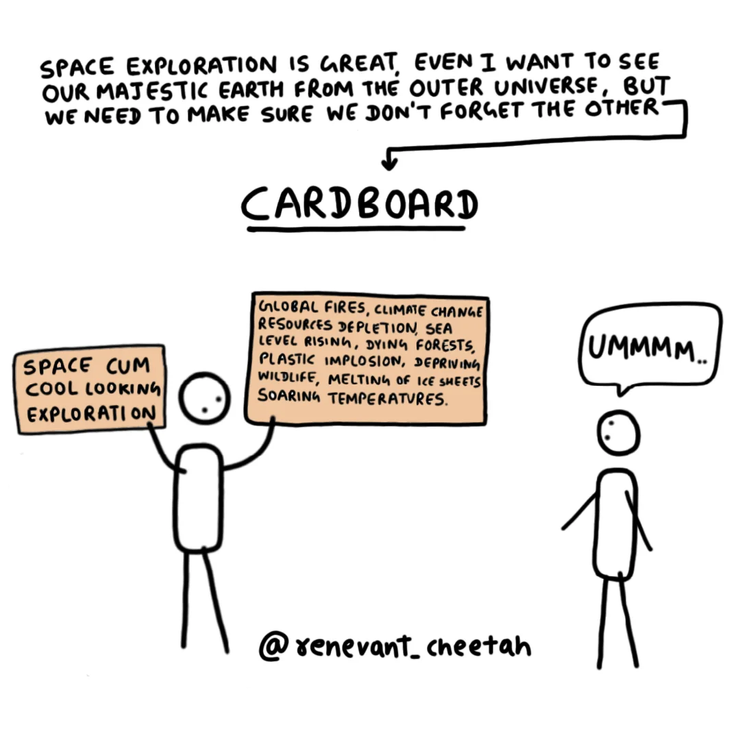 SPACE EXPLORATION IS GREAT, EVEN I WANT TO SEE
OUR MAJESTIC EARTH FROM THE OUTER UNIVERSE, BUT
WE NEED TO MAKE SURE WE DON'T FORGET THE OTHER
CARDBOARD
SPACE CUM
COOL LOOKING
EXPLORATION
GLOBAL FIRES, CLIMATE CHANGE
RESOURCES DEPLETION, SEA
LEVEL RISING, DYING FORESTS,
PLASTIC IMPLOSION, DEPRIVING
WILDLIFE, MELTING OF ICE SHEETS
SOARING TEMPERATURES.
UMMMM..
@renevant_cheetah